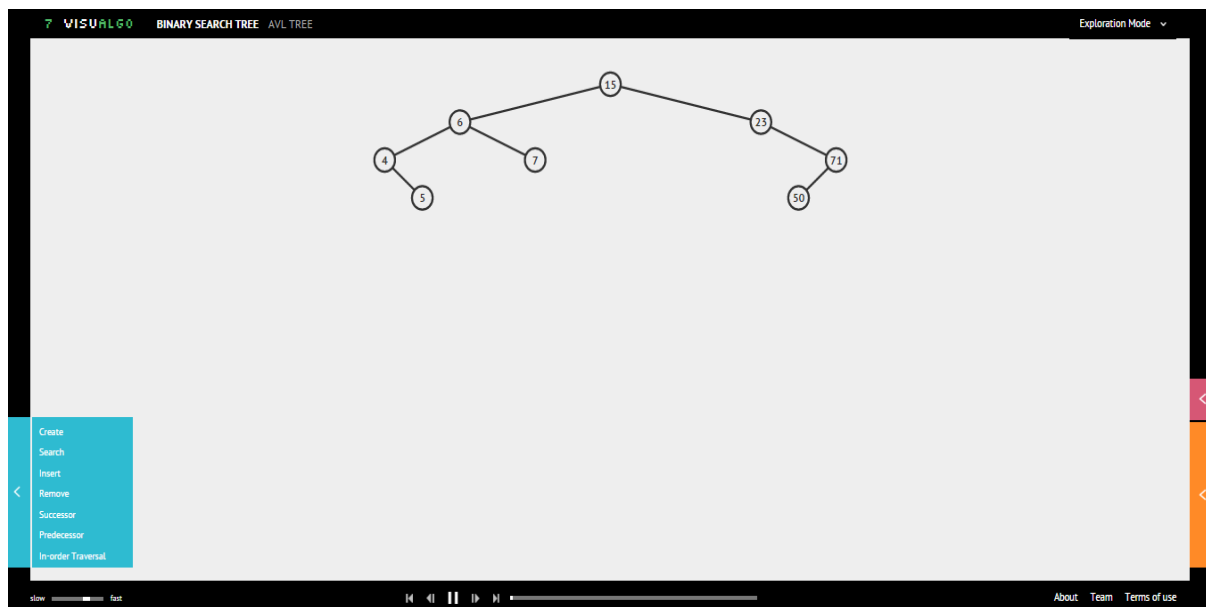 7 VISUALGO BINARY SEARCH TREE AVL TREE Exploration Mode
15
6 23
4 7 71
5 50
Create
Search
Insert
Remove
Successor
Predecessor
In-order Traversal
slow fast About Team Terms of use